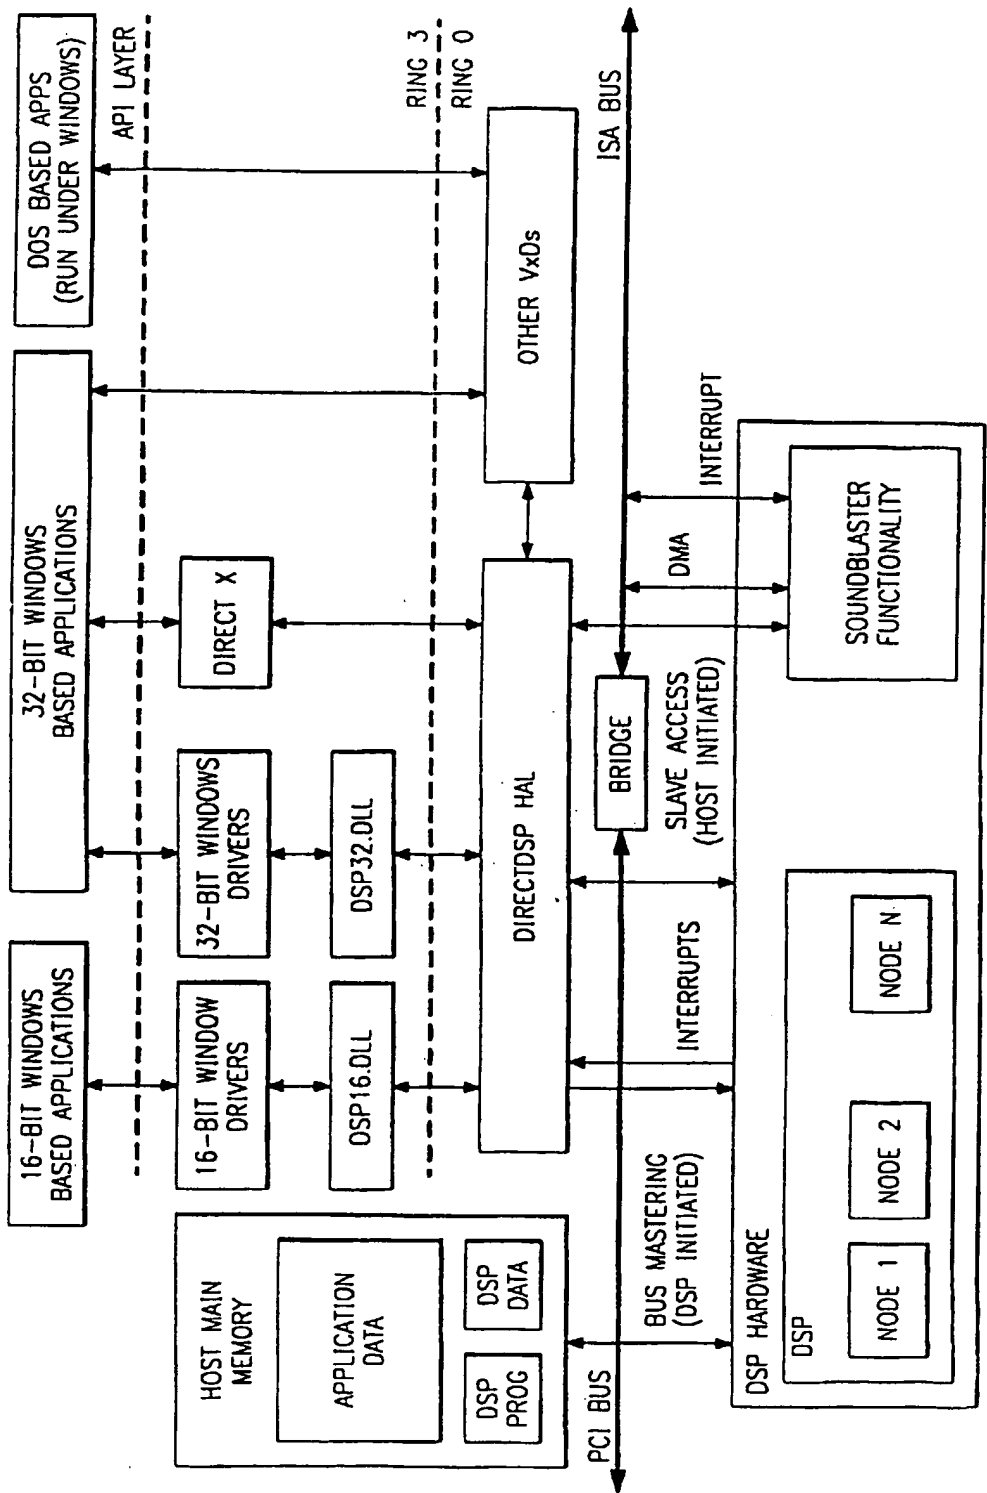 16-BIT WINDOWS
BASED APPLICATIONS
32-BIT WINDOWS
BASED APPLICATIONS
DOS BASED APPS
(RUN UNDER WINDOWS)
API LAYER
HOST MAIN
MEMORY
APPLICATION
DATA
DSP
PROG
DSP
DATA
16-BIT WINDOW
DRIVERS
32-BIT WINDOWS
DRIVERS
DIRECT X
OSP16.DLL
DSP32.DLL
RING 3
RING 0
DIRECTDSP HAL
OTHER VxDs
PCI BUS
BRIDGE
ISA BUS
BUS MASTERING
(DSP INITIATED)
INTERRUPTS
SLAVE ACCESS
(HOST INITIATED)
DMA
INTERRUPT
DSP HARDWARE
DSP
NODE 1
NODE 2
NODE N
SOUNDBLASTER
FUNCTIONALITY